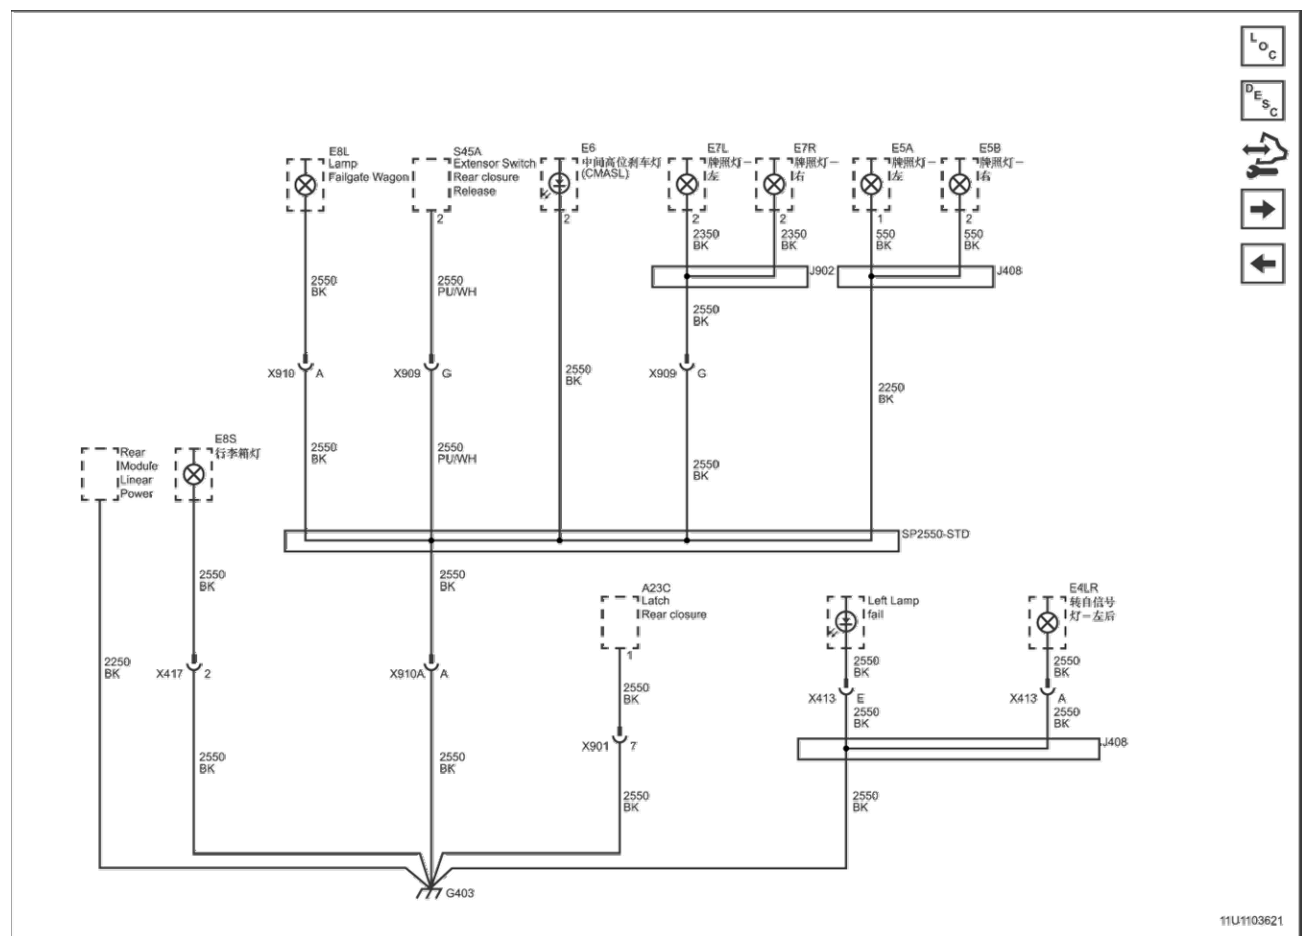 L
O
C
D
E
S
C
E8L
Lamp
Failgate Wagon
S45A
Extensor Switch
Rear closure
Release
2
E6
中间高位刹车灯
(CMASL)
2
E7L
牌照灯－
左
2
2350
BK
E7R
牌照灯－
右
2
2350
BK
E5A
牌照灯－
左
1
550
BK
E5B
牌照灯－
右
2
550
BK
J902
J408
2550
BK
2550
PU/WH
2550
BK
X910 A
X909 G
2550
BK
X909 G
2250
BK
2550
BK
2550
PU/WH
2550
BK
Rear
Module
Linear
Power
E8S
行李箱灯
SP2550-STD
2550
BK
2550
BK
A23C
Latch
Rear closure
1
Left Lamp
fail
E4LR
转自信号
灯－左后
2250
BK
X417 2
X910A A
2550
BK
2550
BK
2550
BK
X413 E
X413 A
2550
BK
2550
BK
X901 7
J408
2550
BK
2550
BK
2550
BK
2550
BK
G403
11U1103621